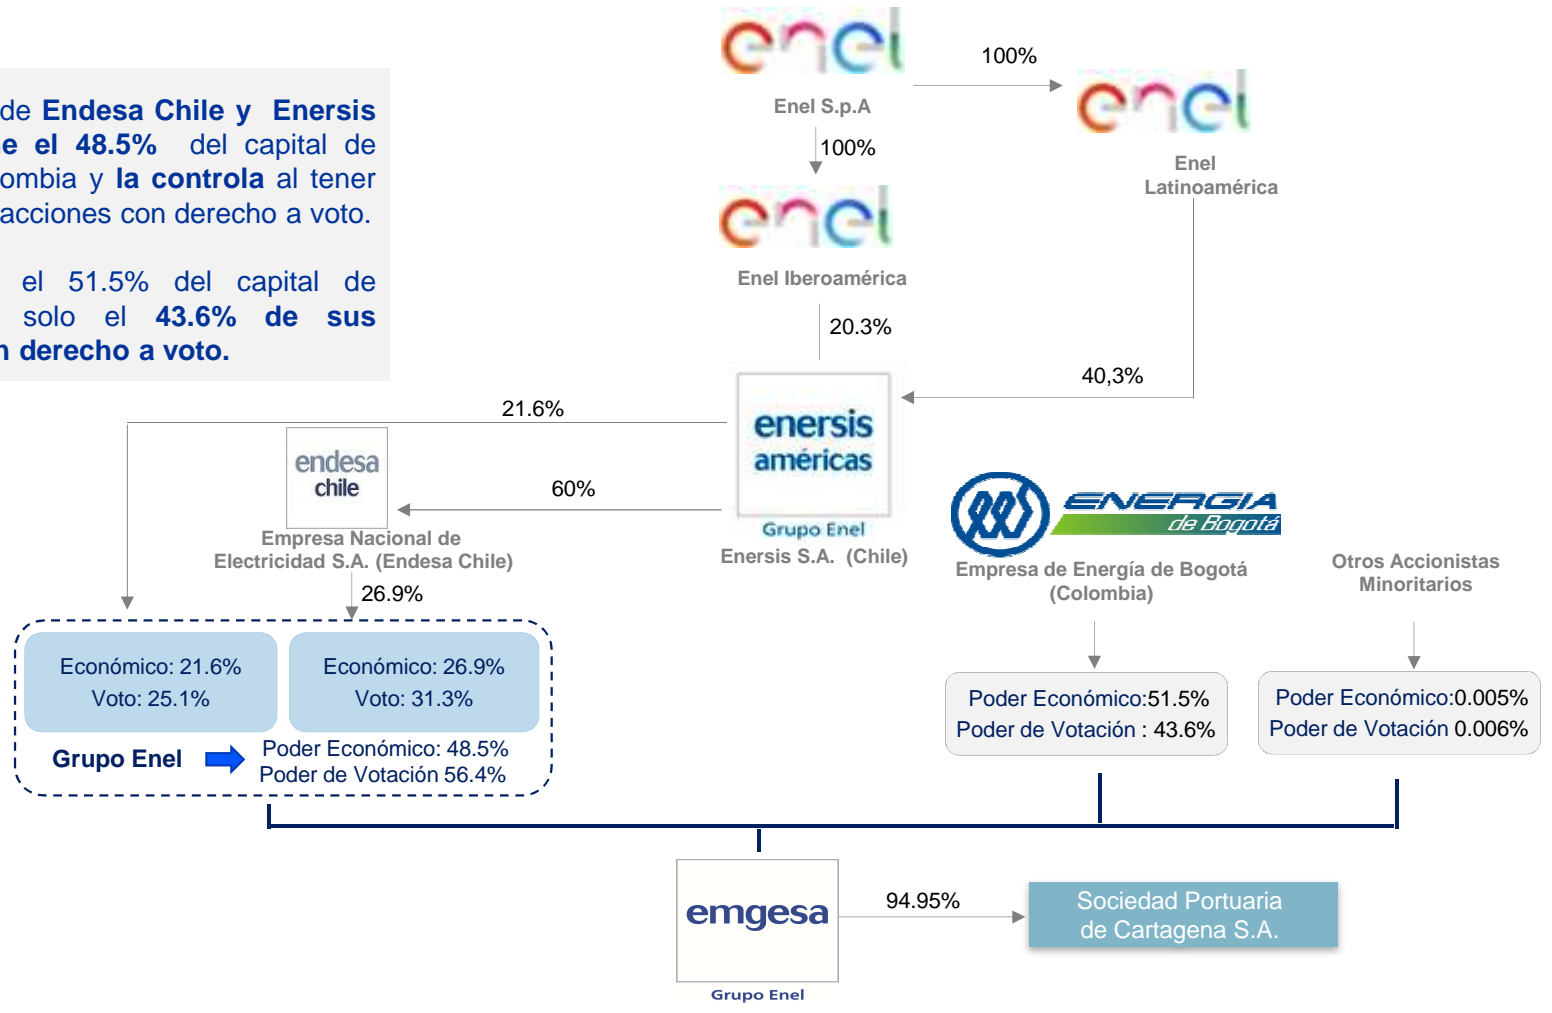 enel
100%
enel
Enel S.p.A
100%
Enel
Latinoamérica
enel
Enel Iberoamérica
20.3%
40,3%
de Endesa Chile y Enersis
el 48.5% del capital de
y la controla al tener
acciones con derecho a voto.
el 51.5% del capital de
solo el 43.6% de sus
derecho a voto.
21.6%
enersis
américas
Grupo Enel
Enersis S.A. (Chile)
endesa
chile
60%
Empresa Nacional de
Electricidad S.A. (Endesa Chile)
26.9%
ENERGIA
de Bogotá
Empresa de Energía de Bogotá
(Colombia)
Otros Accionistas
Minoritarios
Económico: 21.6%
Voto: 25.1%
Económico: 26.9%
Voto: 31.3%
Grupo Enel
Poder Económico: 48.5%
Poder de Votación 56.4%
Poder Económico:51.5%
Poder de Votación : 43.6%
Poder Económico:0.005%
Poder de Votación 0.006%
emgesa
Grupo Enel
94.95%
Sociedad Portuaria
de Cartagena S.A.